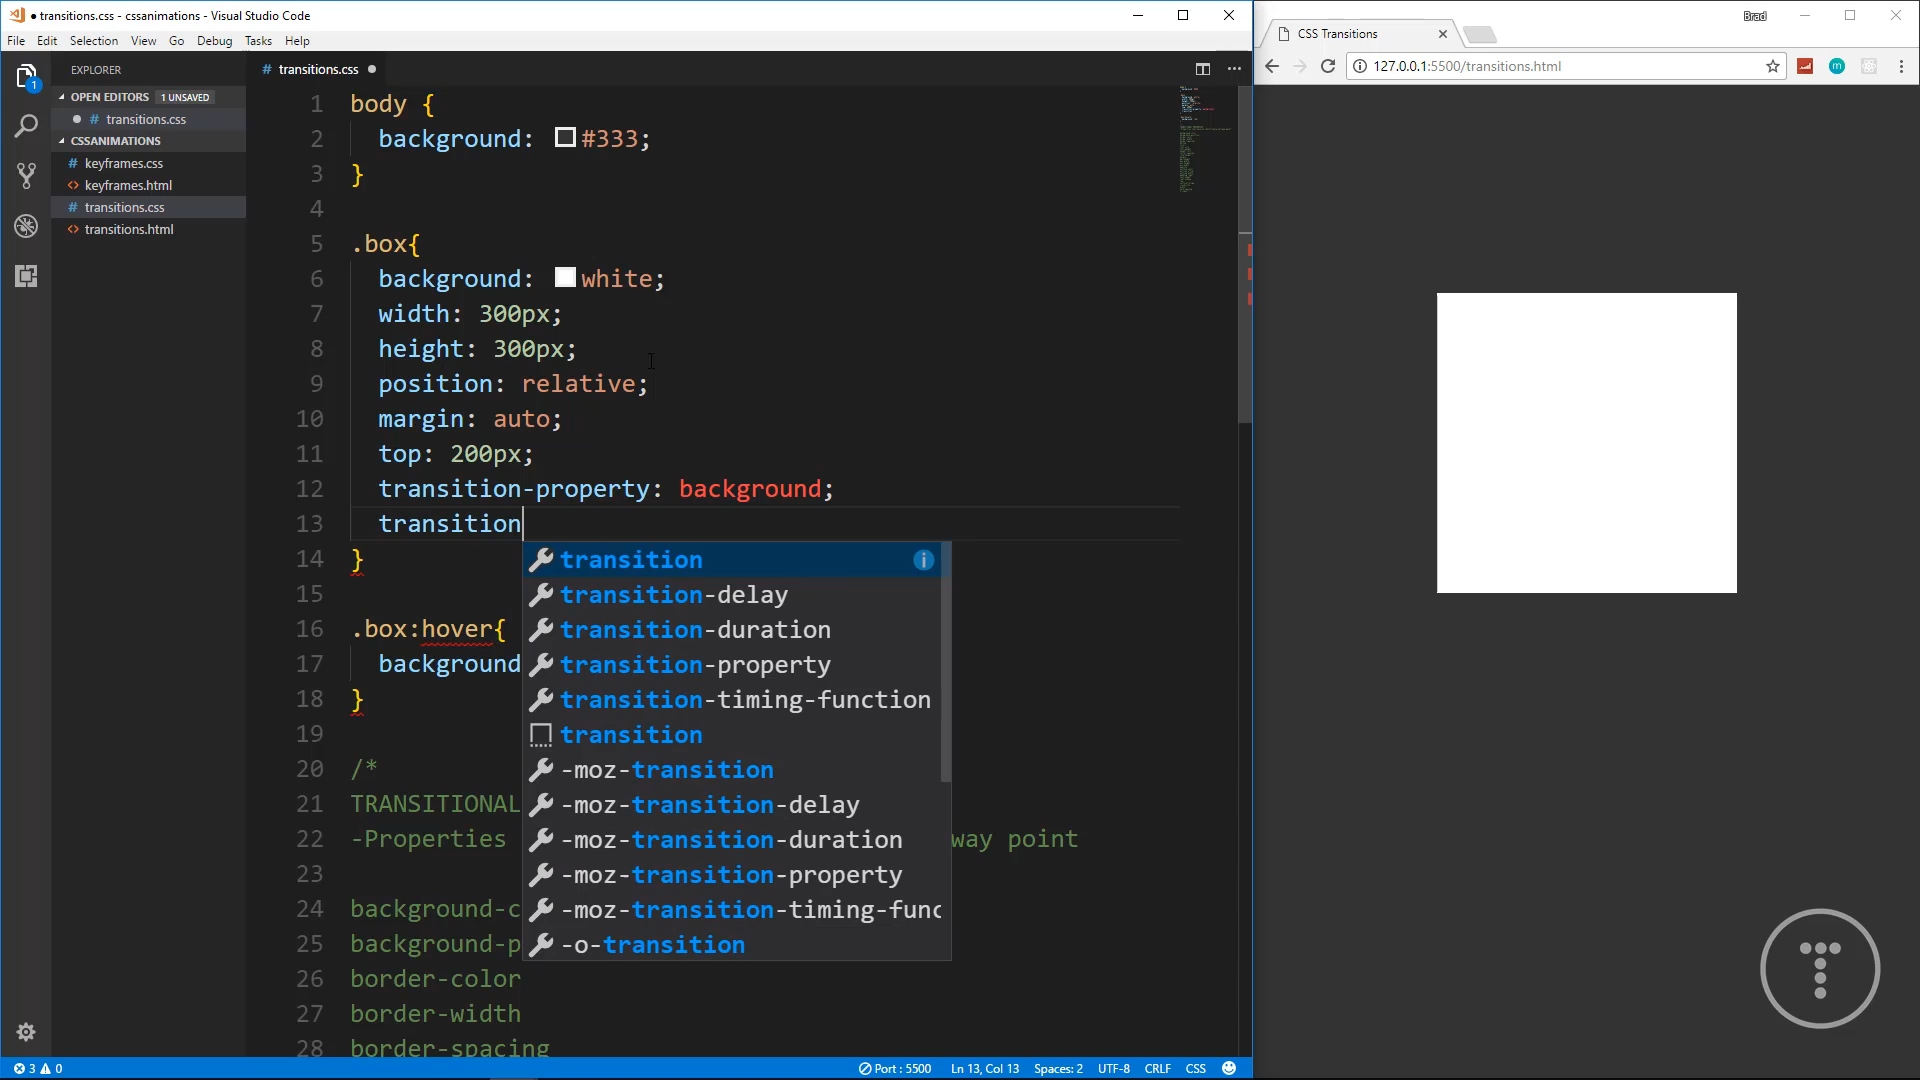 ● transitions.css - cssanimations - Visual Studio Code
File Edit Selection View Go Debug Tasks Help
EXPLORER
OPEN EDITORS 1 UNSAVED
● # transitions.css
CSSANIMATIONS
# keyframes.css
<> keyframes.html
# transitions.css
<> transitions.html
1
# transitions.css ●
1 body {
2 background: #333;
3 }
4
5 .box{
6 background: white;
7 width: 300px;
8 height: 300px;
9 position: relative;
10 margin: auto;
11 top: 200px;
12 transition-property: background;
13 transition
14 }
15
16 .box:hover{
17 background
18 }
19
20 /*
21 TRANSITIONAL
22 -Properties way point
23
24 background-c
25 background-p
26 border-color
27 border-width
28 border-spacing
transition
transition-delay
transition-duration
transition-property
transition-timing-function
transition
-moz-transition
-moz-transition-delay
-moz-transition-duration
-moz-transition-property
-moz-transition-timing-func
-o-transition
3 0
Port : 5500 Ln 13, Col 13 Spaces: 2 UTF-8 CRLF CSS
Brad
CSS Transitions
127.0.0.1:5500/transitions.html